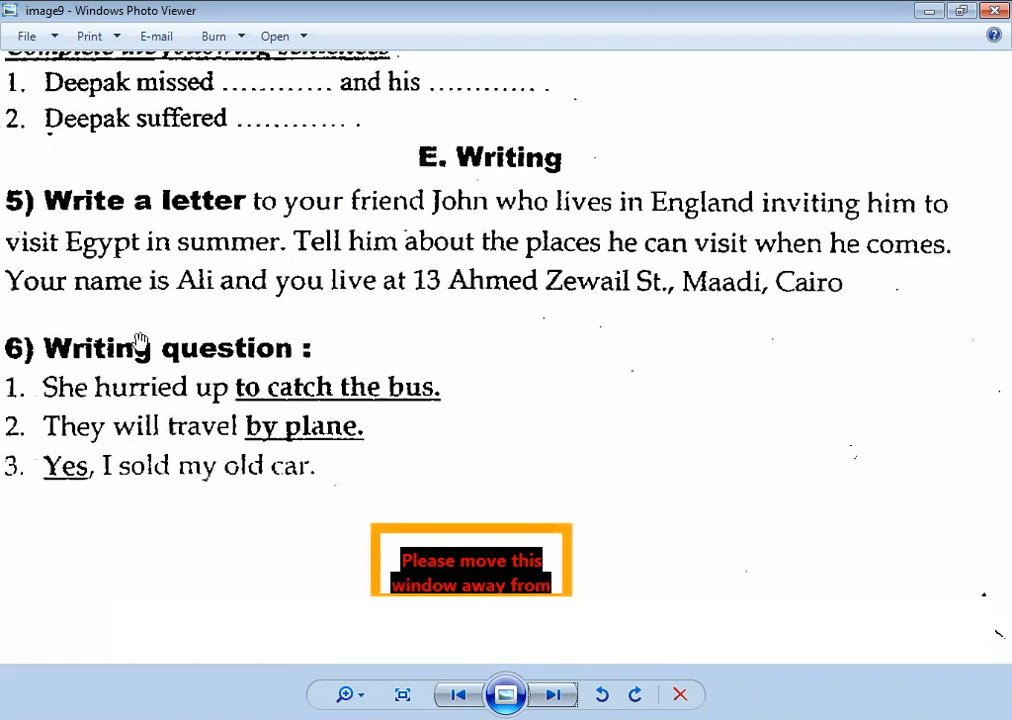 image9 - Windows Photo Viewer
File Print E-mail Burn Open
Complete the following sentences .
1. Deepak missed ............ and his ............ .
2. Deepak suffered ............ .
E. Writing
5) Write a letter to your friend John who lives in England inviting him to
visit Egypt in summer. Tell him about the places he can visit when he comes.
Your name is Ali and you live at 13 Ahmed Zewail St., Maadi, Cairo
6) Writing question :
1. She hurried up to catch the bus.
2. They will travel by plane.
3. Yes, I sold my old car.
Please move this
window away from